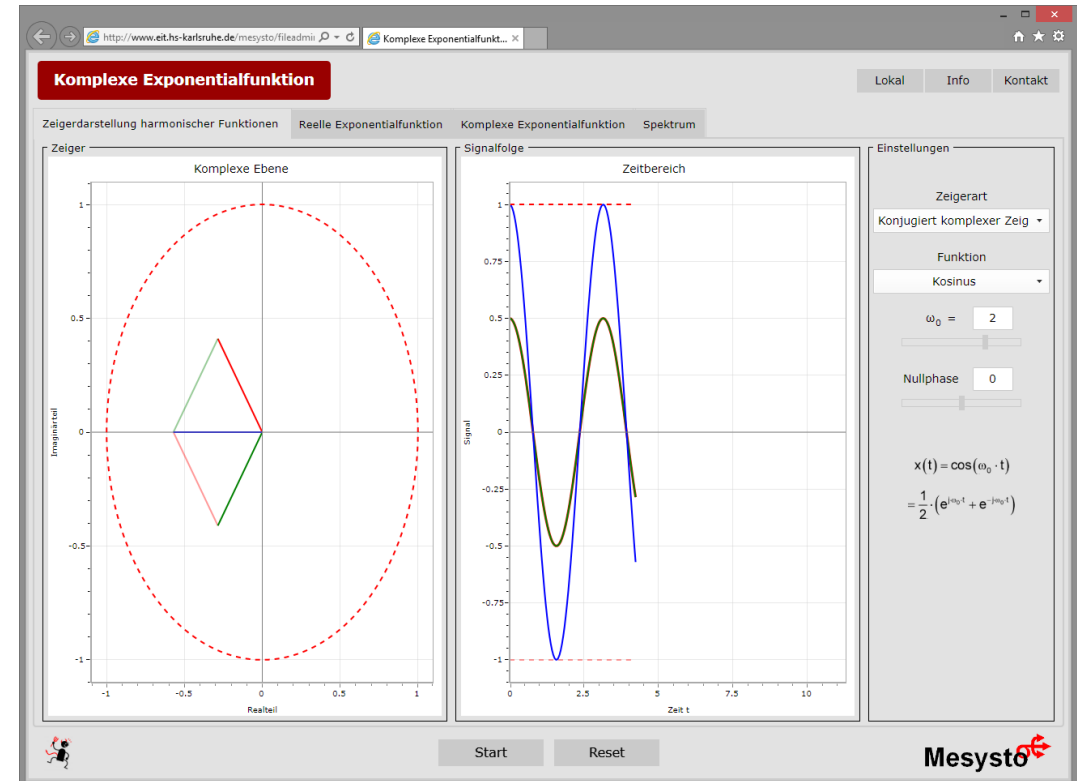 http://www.eit.hs-karlsruhe.de/mesysto/fileadmin
Komplexe Exponentialfunkt...
Komplexe Exponentialfunktion
Lokal Info Kontakt
Zeigerdarstellung harmonischer Funktionen Reelle Exponentialfunktion Komplexe Exponentialfunktion Spektrum
Zeiger
Komplexe Ebene
1
0.5
0
-0.5
-1
Imaginärteil
-1 -0.5 0 0.5 1
Realteil
Signalfolge
Zeitbereich
1
0.75
0.5
0.25
0
-0.25
-0.5
-0.75
-1
Signal
0 2.5 5 7.5 10
Zeit t
Einstellungen
Zeigerart
Konjugiert komplexer Zeig
Funktion
Kosinus
ω₀ = 2
Nullphase 0
x(t) = cos(ω₀ · t)
= 1/2 · (e^(j·ω₀·t) + e^(-j·ω₀·t))
Start Reset
Mesysto